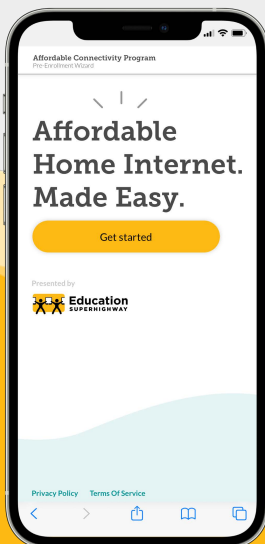 Affordable Connectivity Program
Pre-Enrollment Wizard
Affordable
Home Internet.
Made Easy.
Get started
Presented by
Education
SUPERHIGHWAY
Privacy Policy Terms Of Service